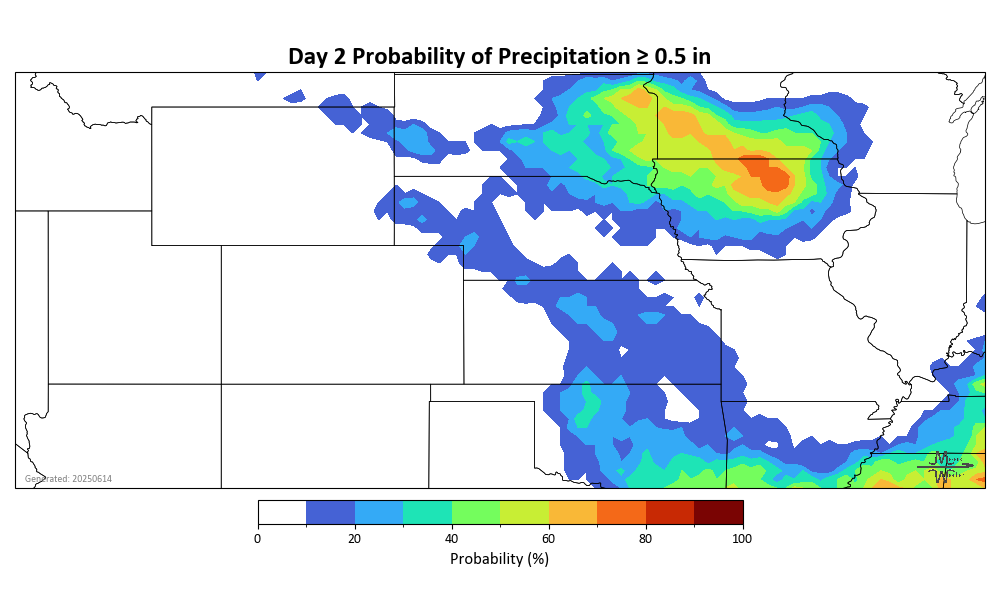 Day 2 Probability of Precipitation ≥ 0.5 in
Generated: 20250614
0 20 40 60 80 100
Probability (%)